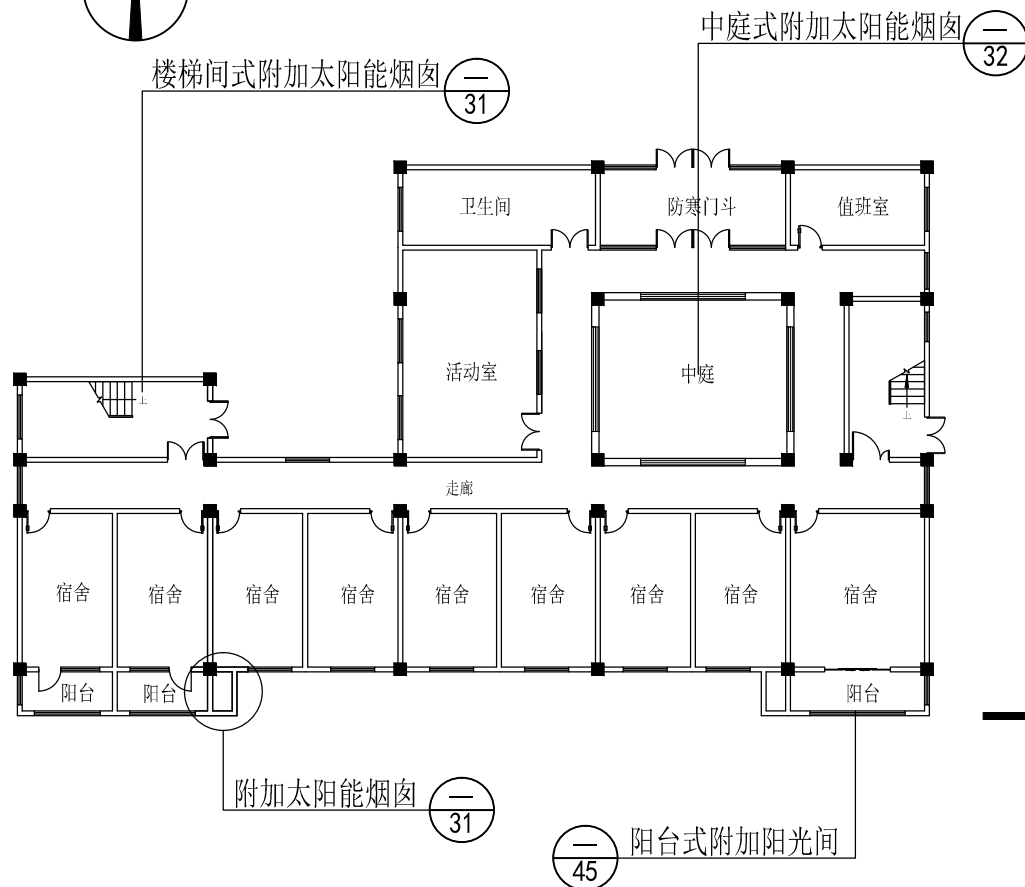 中庭式附加太阳能烟囱
—
32
楼梯间式附加太阳能烟囱
—
31
卫生间
防寒门斗
值班室
活动室
中庭
上
上
走廊
宿舍
宿舍
宿舍
宿舍
宿舍
宿舍
宿舍
宿舍
宿舍
阳台
阳台
阳台
附加太阳能烟囱
—
31
阳台式附加阳光间
—
45